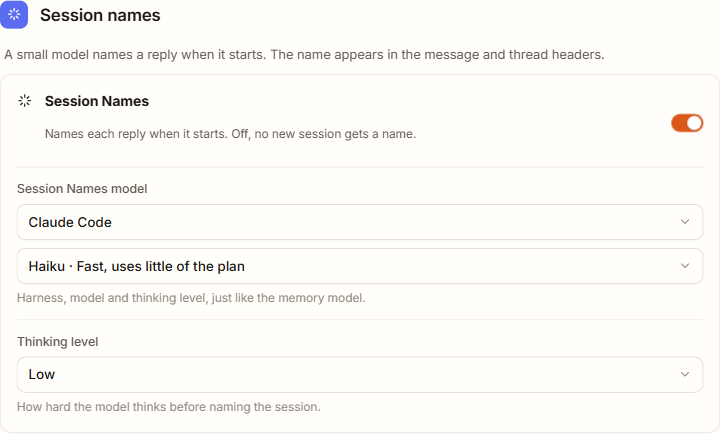 Session names
A small model names a reply when it starts. The name appears in the message and thread headers.
Session Names
Names each reply when it starts. Off, no new session gets a name.
Session Names model
Claude Code
Haiku · Fast, uses little of the plan
Harness, model and thinking level, just like the memory model.
Thinking level
Low
How hard the model thinks before naming the session.